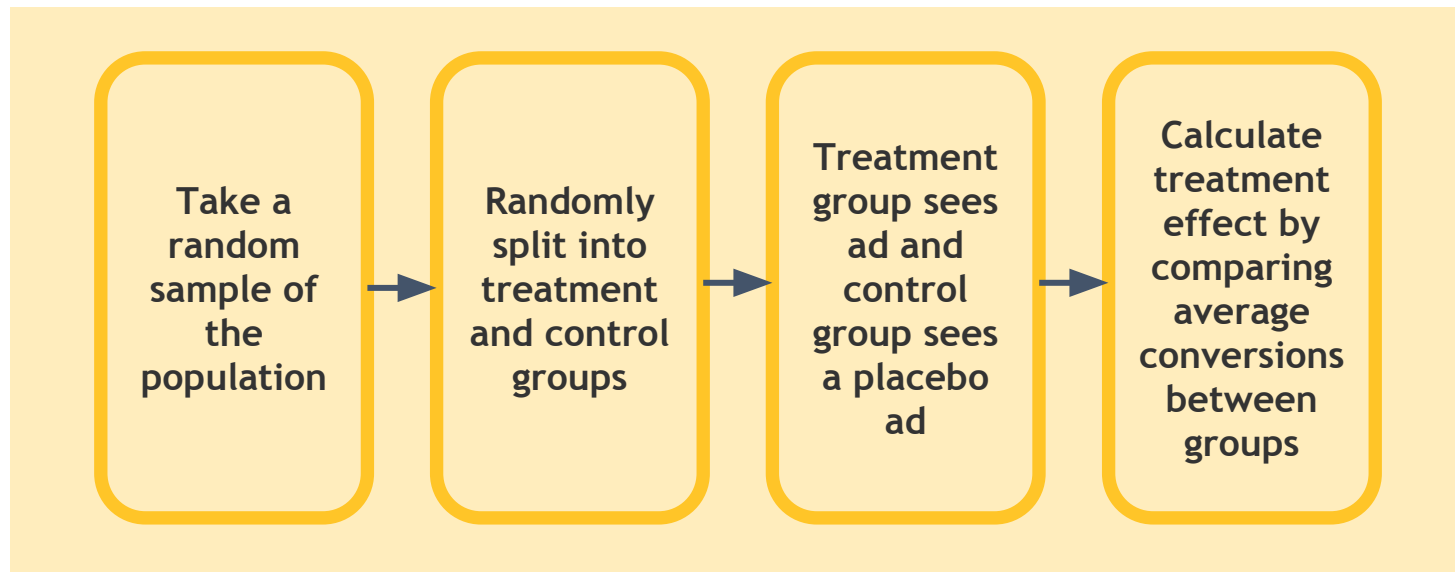 Take a
random
sample of
the
population
Randomly
split into
treatment
and control
groups
Treatment
group sees
ad and
control
group sees
a placebo
ad
Calculate
treatment
effect by
comparing
average
conversions
between
groups